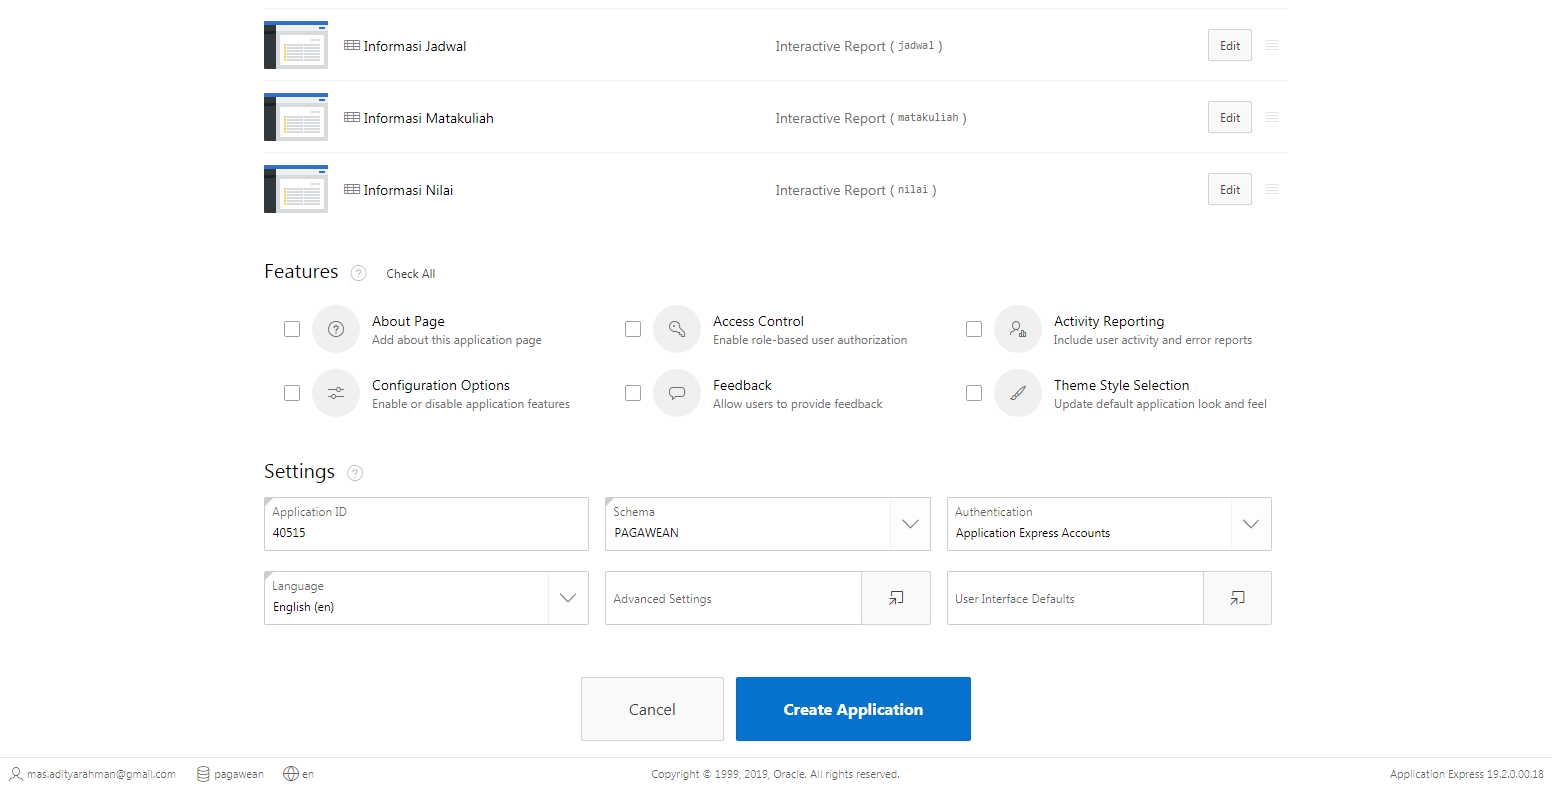 Informasi Jadwal Interactive Report ( jadwal ) Edit
Informasi Matakuliah Interactive Report ( matakuliah ) Edit
Informasi Nilai Interactive Report ( nilai ) Edit
Features ? Check All
? About Page Access Control Activity Reporting
Add about this application page Enable role-based user authorization Include user activity and error reports
Configuration Options Feedback Theme Style Selection
Enable or disable application features Allow users to provide feedback Update default application look and feel
Settings ?
Application ID Schema Authentication
40515 PAGAWEAN Application Express Accounts
Language
English (en)
Advanced Settings User Interface Defaults
Cancel Create Application
mas.adityarahman@gmail.com pagawean en Copyright © 1999, 2019, Oracle. All rights reserved. Application Express 19.2.0.00.18